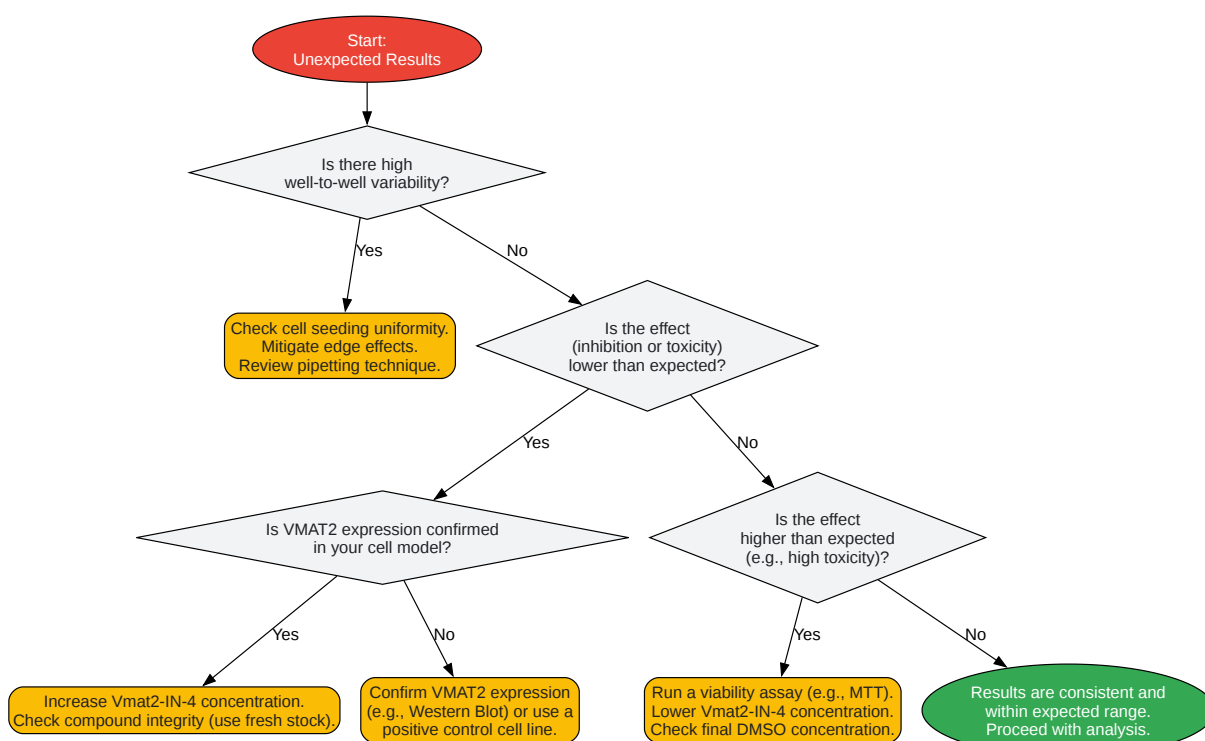 Start:
Unexpected Results
Is there high
well-to-well variability?
Yes
No
Check cell seeding uniformity.
Mitigate edge effects.
Review pipetting technique.
Is the effect
(inhibition or toxicity)
lower than expected?
Yes
No
Is VMAT2 expression confirmed
in your cell model?
Is the effect
higher than expected
(e.g., high toxicity)?
Yes
No
Yes
No
Increase Vmat2-IN-4 concentration.
Check compound integrity (use fresh stock).
Confirm VMAT2 expression
(e.g., Western Blot) or use a
positive control cell line.
Run a viability assay (e.g., MTT).
Lower Vmat2-IN-4 concentration.
Check final DMSO concentration.
Results are consistent and
within expected range.
Proceed with analysis.